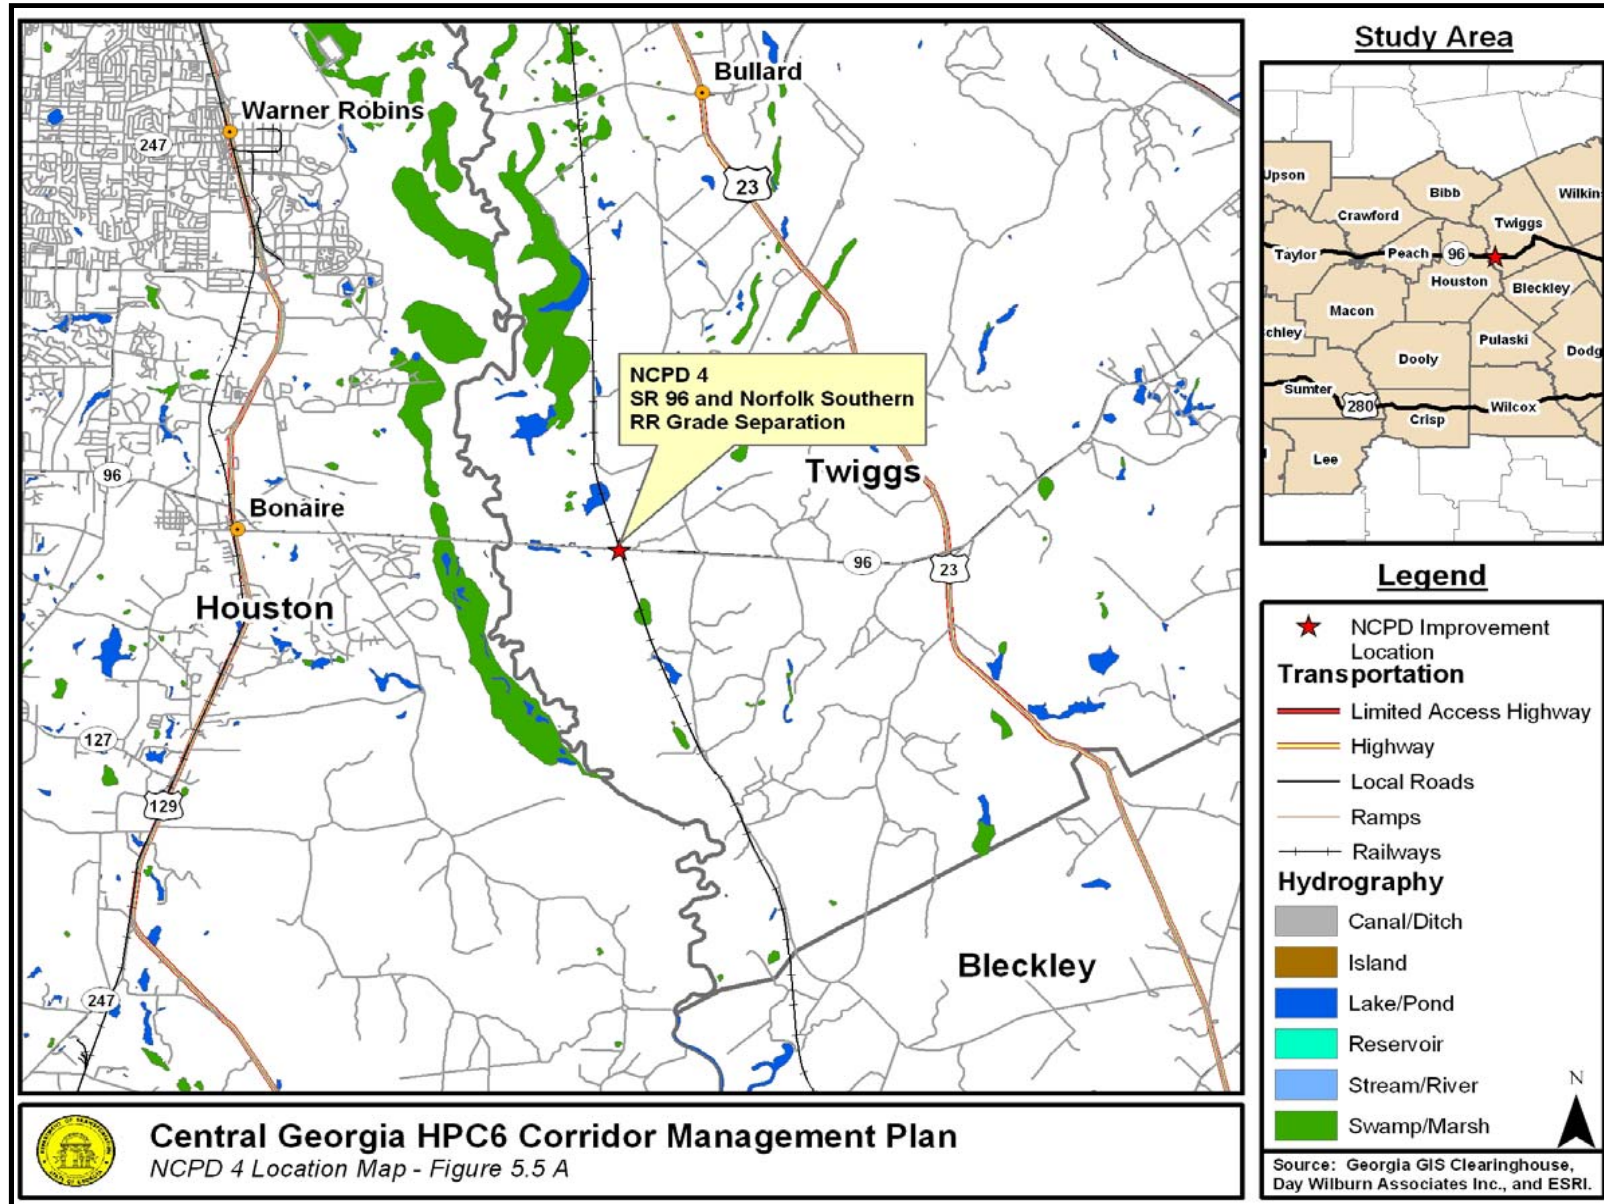 Bullard
Warner Robins
247
23
NCPD 4
SR 96 and Norfolk Southern
RR Grade Separation
Twiggs
96
Bonaire
96
23
Houston
127
129
Bleckley
247
Central Georgia HPC6 Corridor Management Plan
NCPD 4 Location Map - Figure 5.5 A
Study Area
Upson
Bibb
Wilkin
Crawford
Twiggs
Taylor
Peach
96
Houston
Bleckley
Macon
chley
Pulaski
Dooly
Dodg
Sumter
280
Wilcox
Crisp
Lee
Legend
NCPD Improvement
Location
Transportation
Limited Access Highway
Highway
Local Roads
Ramps
Railways
Hydrography
Canal/Ditch
Island
Lake/Pond
Reservoir
Stream/River
Swamp/Marsh
N
Source: Georgia GIS Clearinghouse,
Day Wilburn Associates Inc., and ESRI.